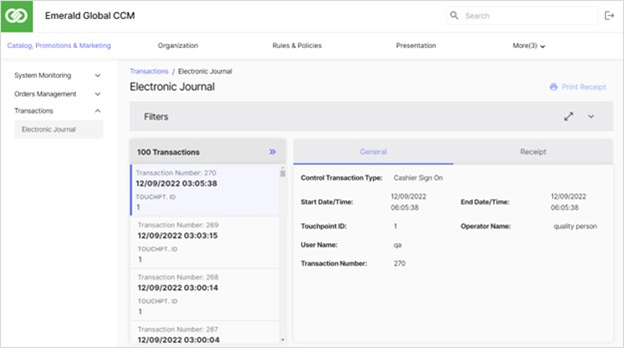 Emerald Global CCM
Search
Catalog, Promotions & Marketing
Organization
Rules & Policies
Presentation
More(3)
System Monitoring
Orders Management
Transactions
Electronic Journal
Transactions / Electronic Journal
Electronic Journal
Print Receipt
Filters
100 Transactions
Transaction Number: 270
12/09/2022 03:05:38
TOUCHPT. ID
1
Transaction Number: 269
12/09/2022 03:03:15
TOUCHPT. ID
1
Transaction Number: 268
12/09/2022 03:00:14
TOUCHPT. ID
1
Transaction Number: 267
12/09/2022 03:00:04
General
Receipt
Control Transaction Type: Cashier Sign On
Start Date/Time: 12/09/2022 06:05:38
End Date/Time: 12/09/2022 06:05:38
Touchpoint ID: 1
Operator Name: quality person
User Name: qa
Transaction Number: 270